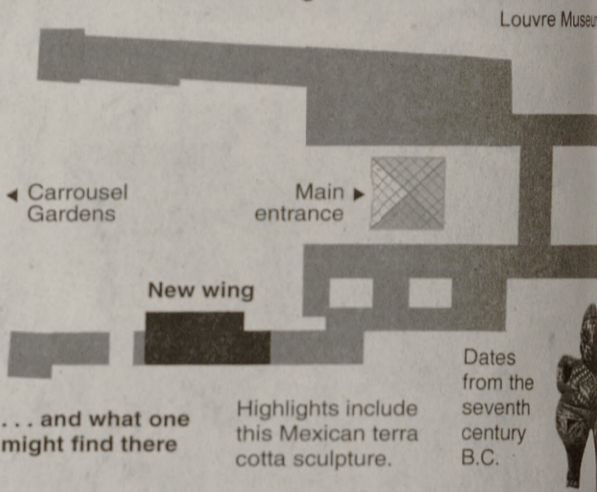 Louvre Museum
◄ Carrousel
Gardens
Main ►
entrance
New wing
. . . and what one
might find there
Highlights include
this Mexican terra
cotta sculpture.
Dates
from the
seventh
century
B.C.